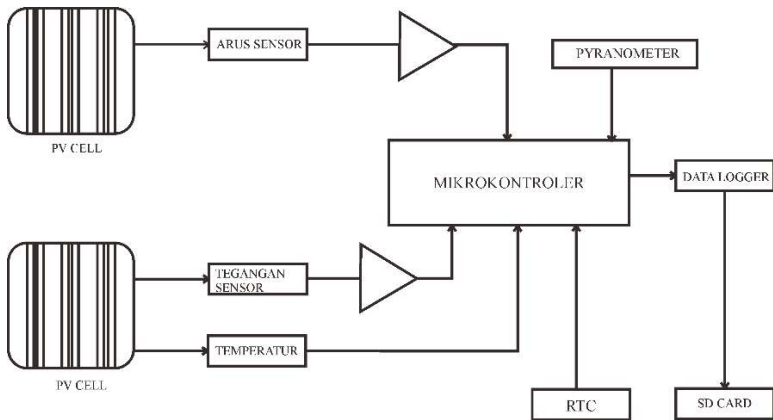 ARUS SENSOR
PYRANOMETER
PV CELL
MIKROKONTROLER
DATA LOGGER
TEGANGAN
SENSOR
TEMPERATUR
PV CELL
RTC
SD CARD